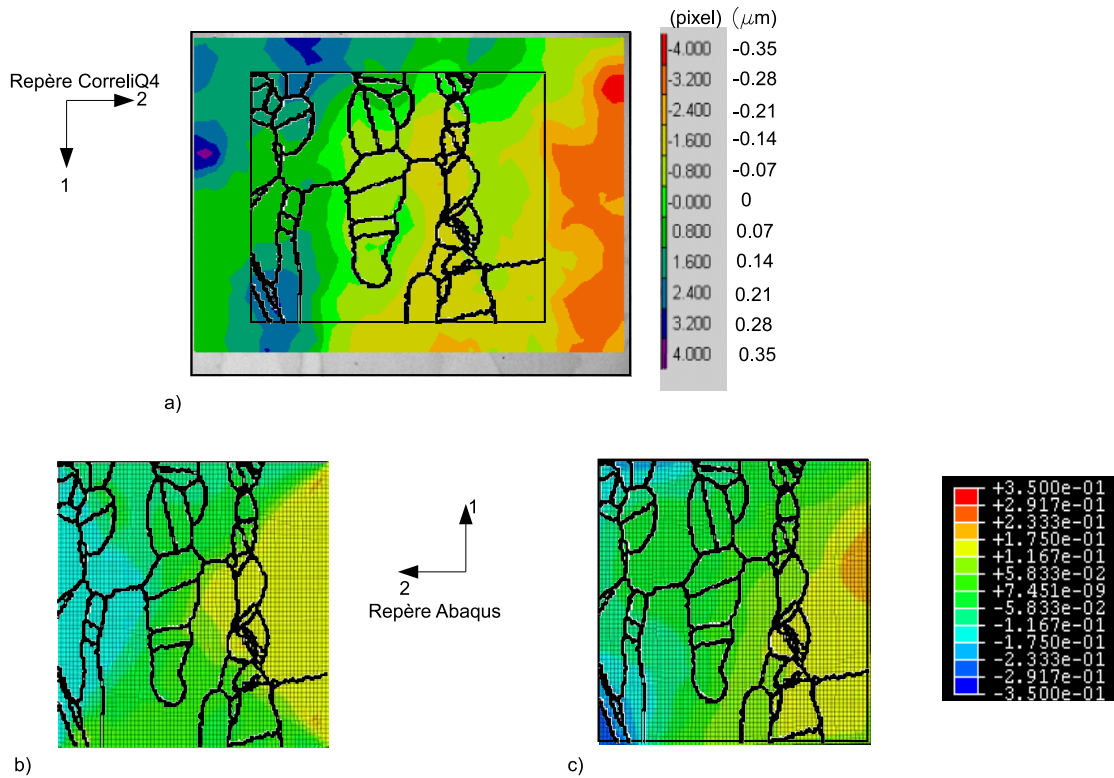 (pixel) (μm)
-4.000 -0.35
-3.200 -0.28
-2.400 -0.21
-1.600 -0.14
-0.800 -0.07
-0.000 0
0.800 0.07
1.600 0.14
2.400 0.21
3.200 0.28
4.000 0.35
Repère CorreliQ4
2
1
a)
1
2
Repère Abaqus
+3.500e-01
+2.917e-01
+2.333e-01
+1.750e-01
+1.167e-01
+5.833e-02
+7.451e-09
-5.833e-02
-1.167e-01
-1.750e-01
-2.333e-01
-2.917e-01
-3.500e-01
b)
c)